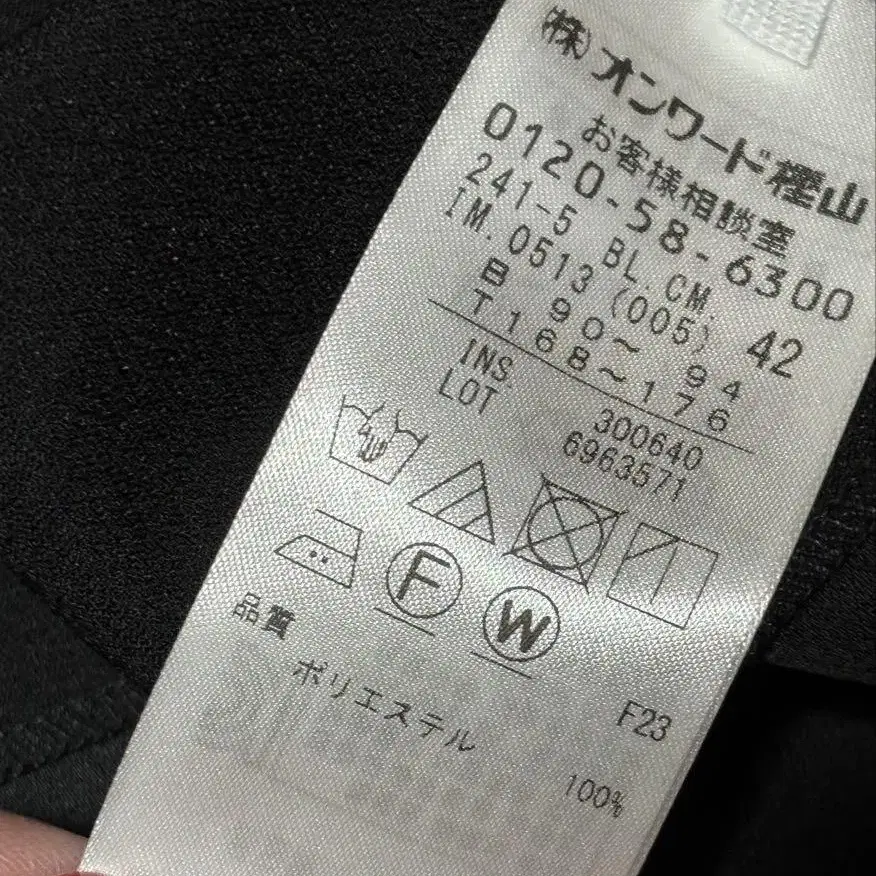 (株)オンワード樫山
お客様相談室
0120-58-6300
241-5 BL.CM. 42
IM.0513(005)
B 90~ 94
T168~176
INS. 300640
LOT 6963571
F
W
品質 F23
ポリエステル 100%